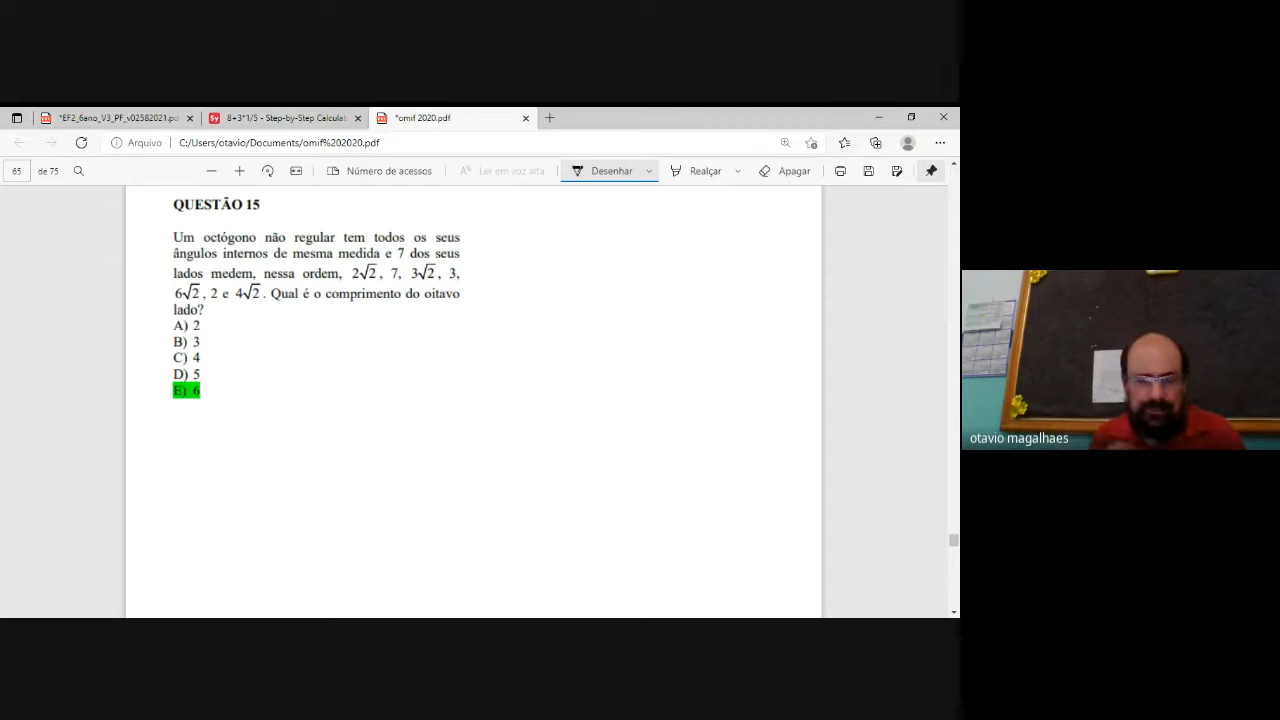 *EF2_6ano_V3_PF_v02582021.pd
8+3*1/5 - Step-by-Step Calculat
*omif 2020.pdf
Arquivo
C:/Users/otavio/Documents/omif%202020.pdf
65
de 75
Número de acessos
Ler em voz alta
Desenhar
Realçar
Apagar
QUESTÃO 15
Um octógono não regular tem todos os seus
ângulos internos de mesma medida e 7 dos seus
lados medem, nessa ordem, 2√2, 7, 3√2, 3,
6√2, 2 e 4√2. Qual é o comprimento do oitavo
lado?
A) 2
B) 3
C) 4
D) 5
E) 6
otavio magalhaes